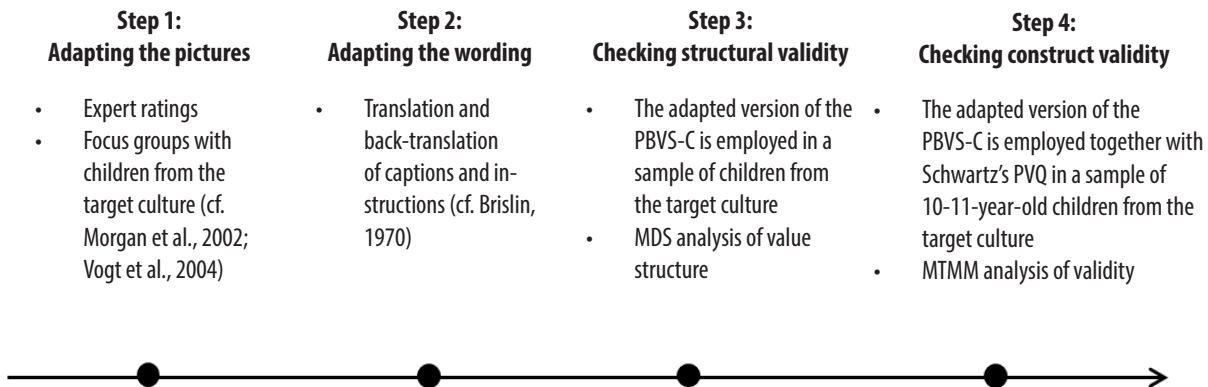 Step 1:
Adapting the pictures
• Expert ratings
• Focus groups with
children from the
target culture (cf.
Morgan et al., 2002;
Vogt et al., 2004)
Step 2:
Adapting the wording
• Translation and
back-translation
of captions and in-
structions (cf. Brislin,
1970)
Step 3:
Checking structural validity
• The adapted version of the
PBVS-C is employed in a
sample of children from
the target culture
• MDS analysis of value
structure
Step 4:
Checking construct validity
• The adapted version of the
PBVS-C is employed together with
Schwartz’s PVQ in a sample of
10-11-year-old children from the
target culture
• MTMM analysis of validity